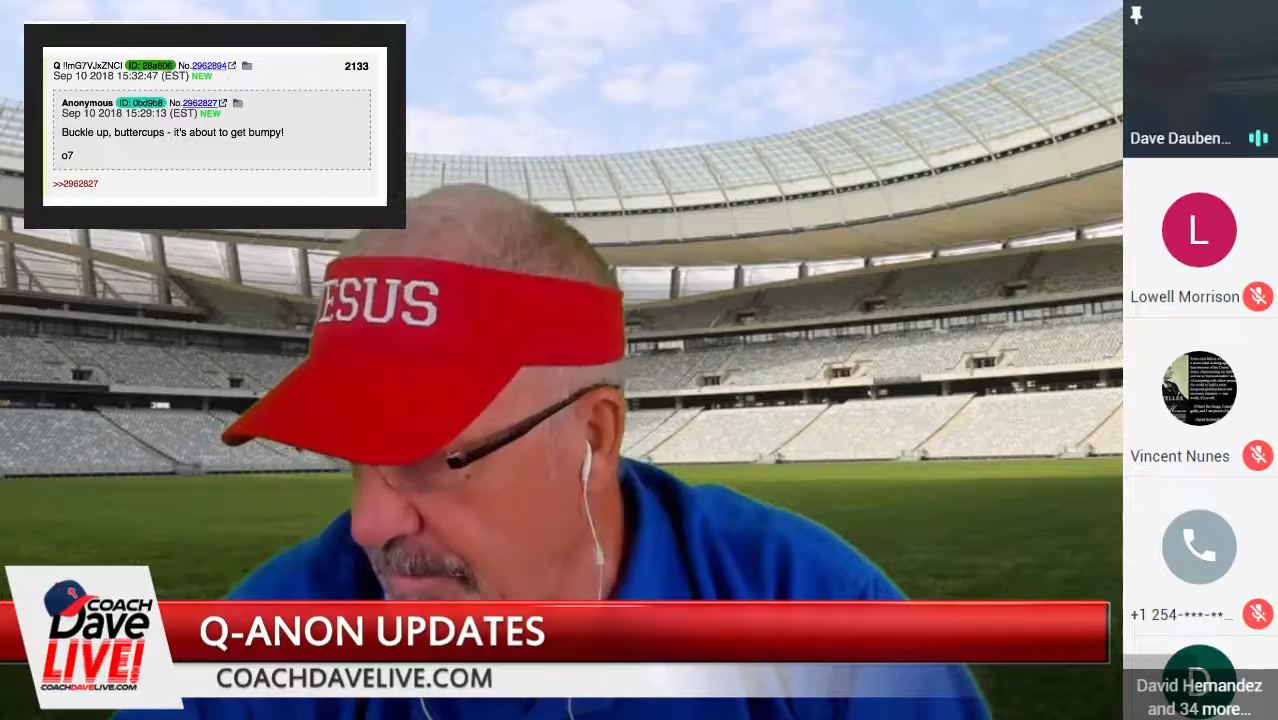 Q !!mG7VJxZNCI ID: 28a606 No.2962894 2133
Sep 10 2018 15:32:47 (EST) NEW
Anonymous ID: 0bd9b8 No.2962827
Sep 10 2018 15:29:13 (EST) NEW
Buckle up, buttercups - it's about to get bumpy!
o7
>>2962827
ESUS
COACH
Dave
LIVE!
COACHDAVELIVE.COM
Q-ANON UPDATES
COACHDAVELIVE.COM
Dave Dauben...
L
Lowell Morrison
Vincent Nunes
+1 254-***-**...
D
David Hernandez
and 34 more...